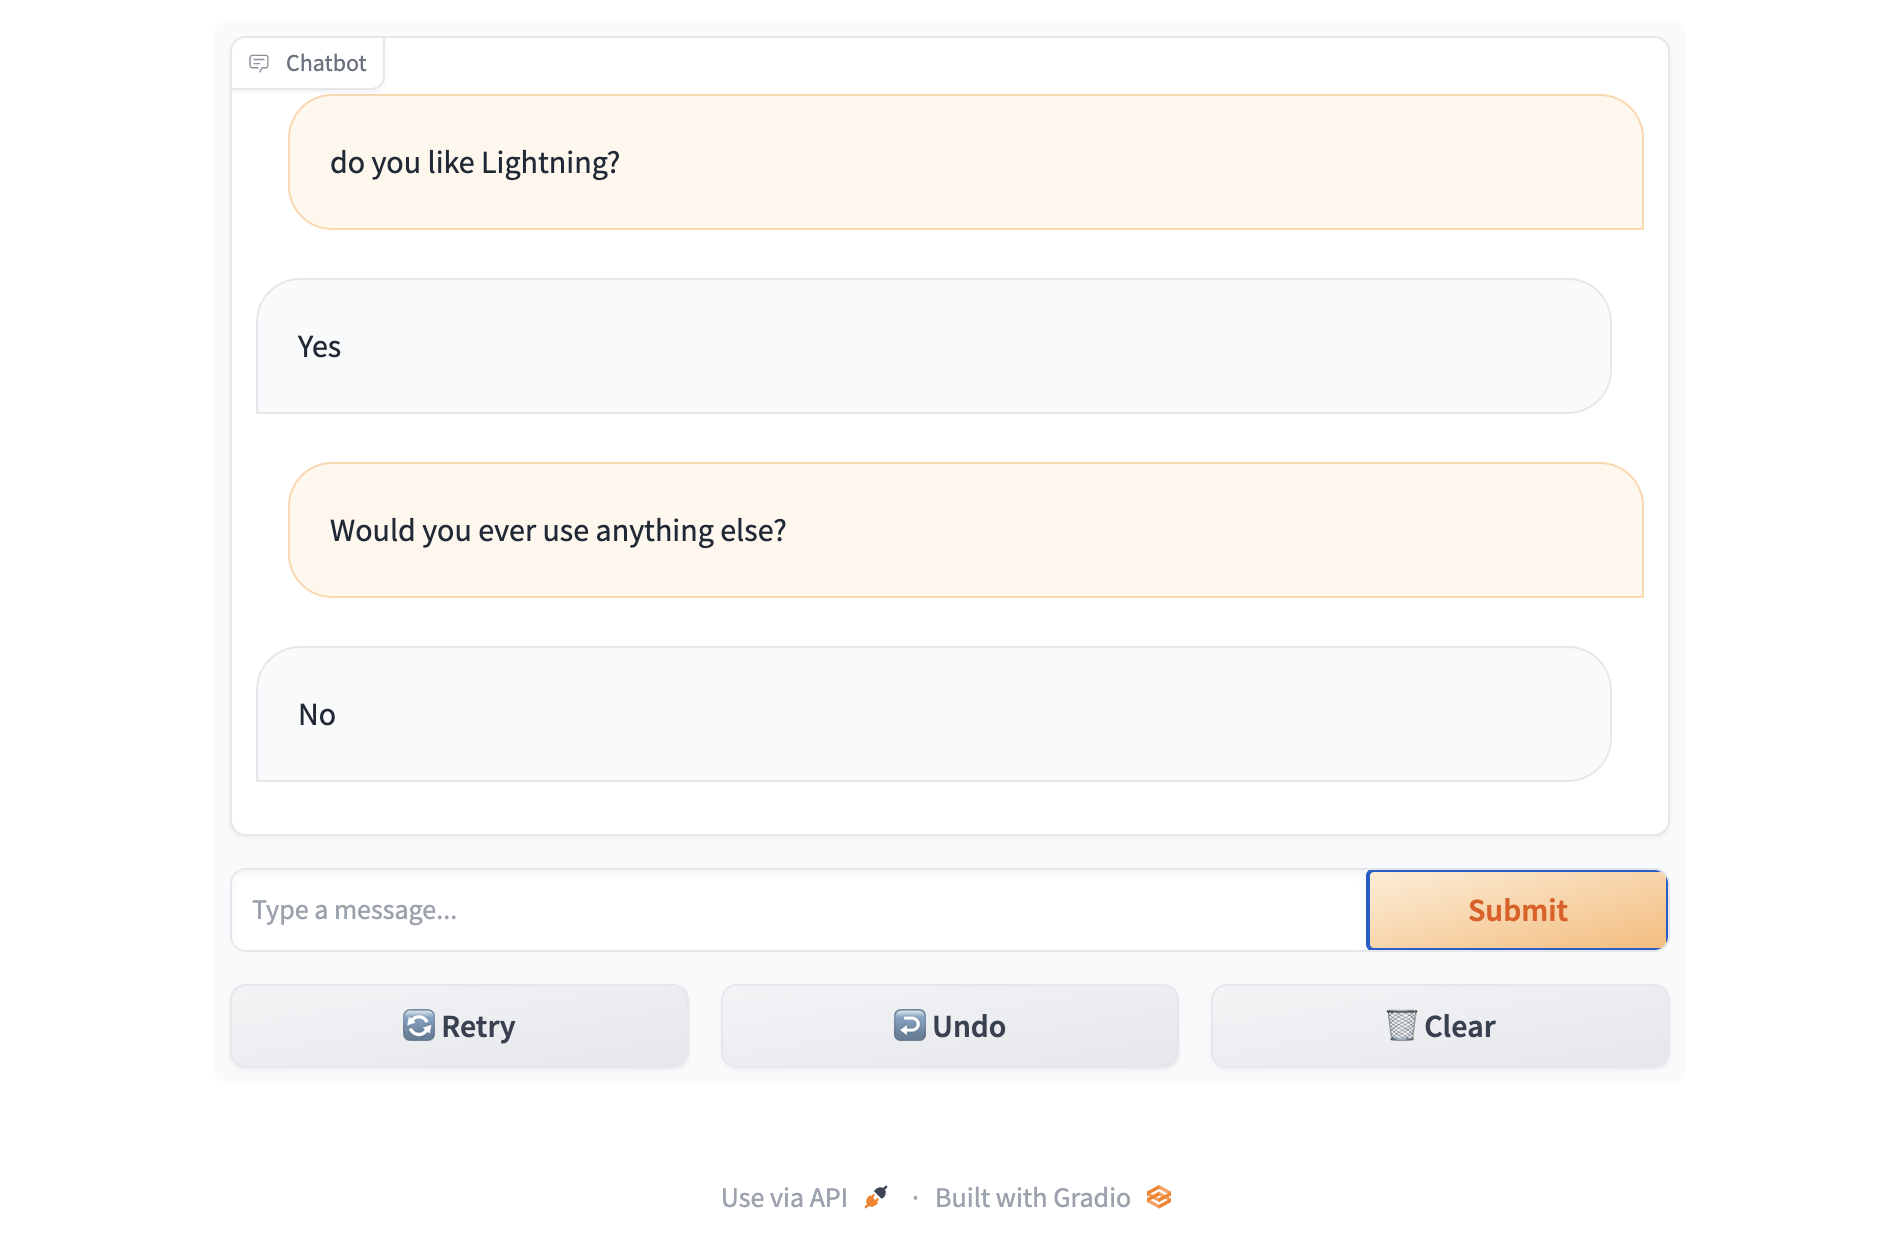 Chatbot
do you like Lightning?
Yes
Would you ever use anything else?
No
Type a message...
Submit
Retry
Undo
Clear
Use via API · Built with Gradio